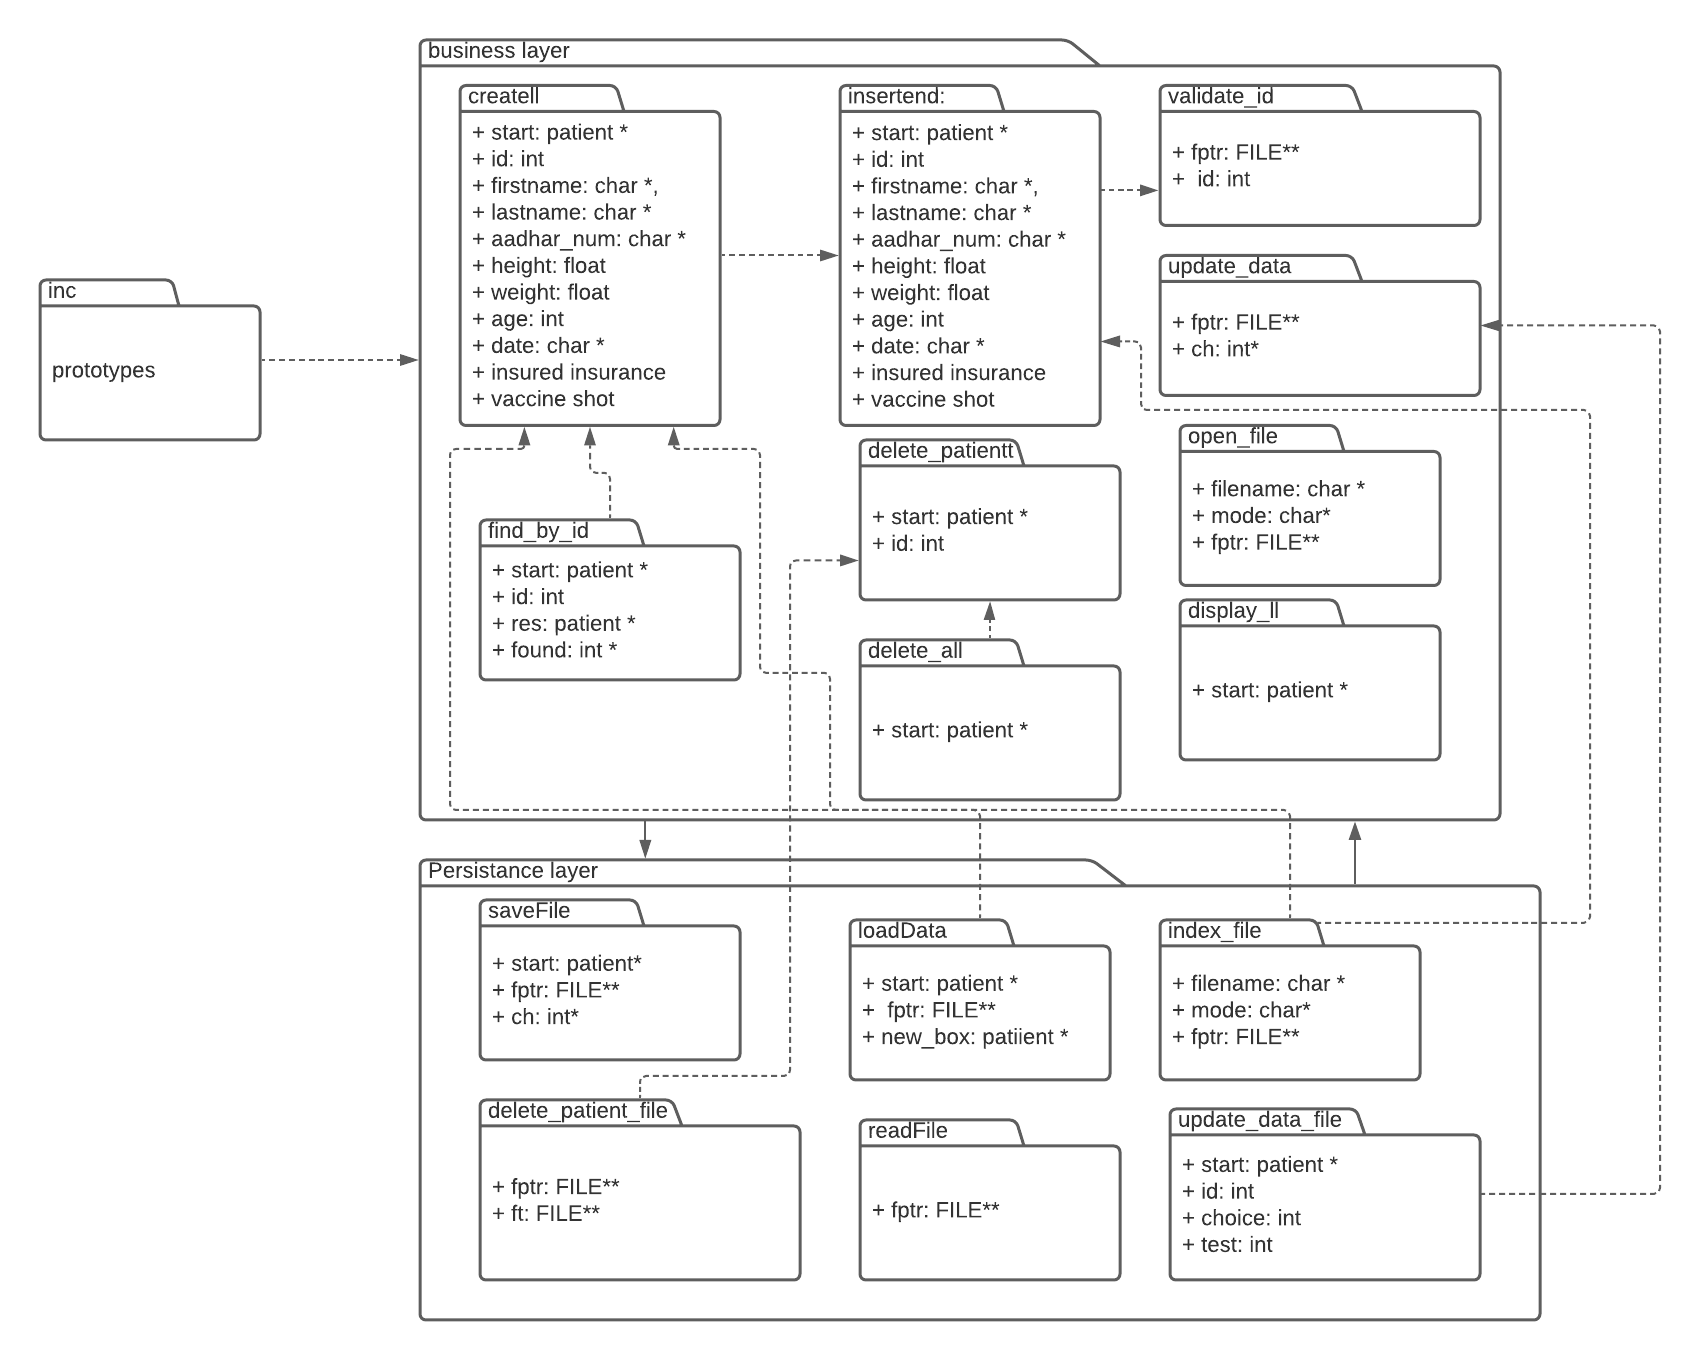 business layer
createll
+ start: patient *
+ id: int
+ firstname: char *,
+ lastname: char *
+ aadhar_num: char *
+ height: float
+ weight: float
+ age: int
+ date: char *
+ insured insurance
+ vaccine shot
insertend:
+ start: patient *
+ id: int
+ firstname: char *,
+ lastname: char *
+ aadhar_num: char *
+ height: float
+ weight: float
+ age: int
+ date: char *
+ insured insurance
+ vaccine shot
validate_id
+ fptr: FILE**
+  id: int
update_data
+ fptr: FILE**
+ ch: int*
inc
prototypes
open_file
+ filename: char *
+ mode: char*
+ fptr: FILE**
delete_patientt
+ start: patient *
+ id: int
find_by_id
+ start: patient *
+ id: int
+ res: patient *
+ found: int *
display_ll
+ start: patient *
delete_all
+ start: patient *
Persistance layer
saveFile
+ start: patient*
+ fptr: FILE**
+ ch: int*
loadData
+ start: patient *
+  fptr: FILE**
+ new_box: patiient *
index_file
+ filename: char *
+ mode: char*
+ fptr: FILE**
delete_patient_file
+ fptr: FILE**
+ ft: FILE**
readFile
+ fptr: FILE**
update_data_file
+ start: patient *
+ id: int
+ choice: int
+ test: int